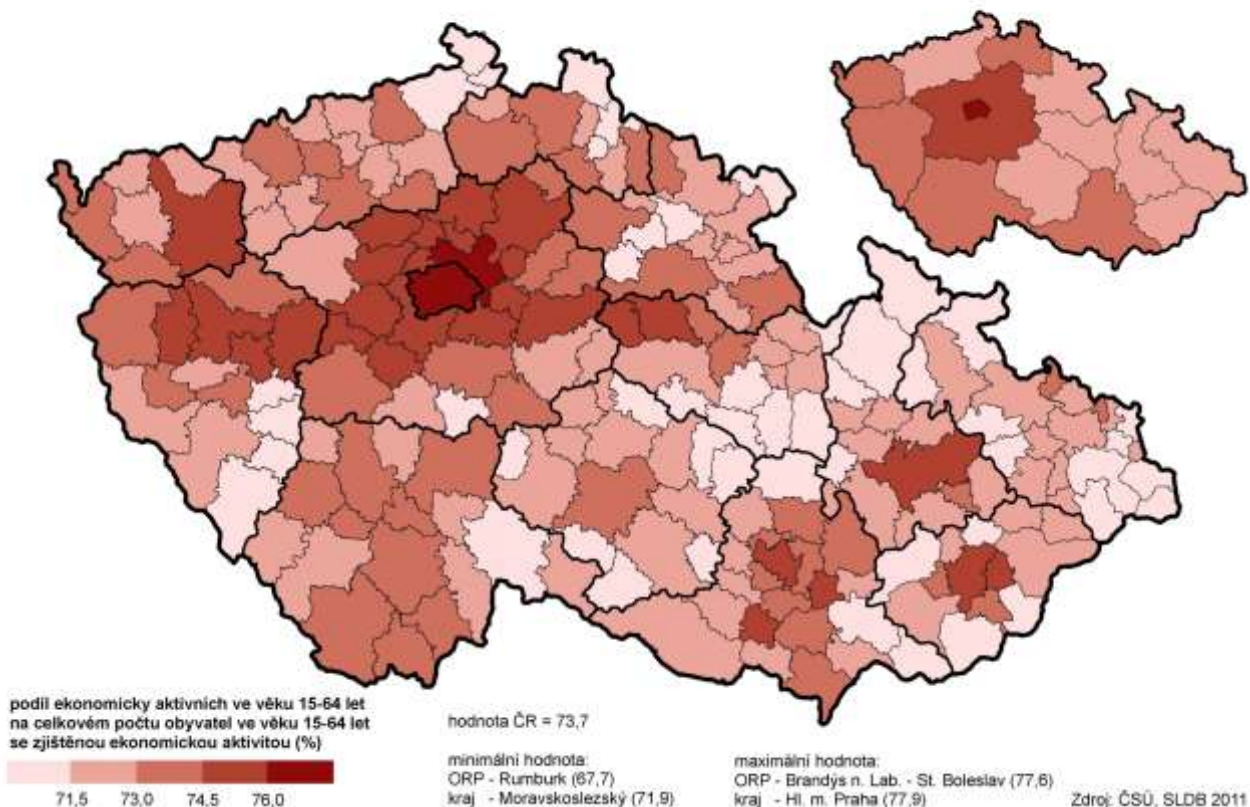 podíl ekonomicky aktivních ve věku 15-64 let
na celkovém počtu obyvatel ve věku 15-64 let
se zjištěnou ekonomickou aktivitou (%)
71,5 73,0 74,5 76,0
hodnota ČR = 73,7
minimální hodnota:
ORP - Rumburk (67,7)
kraj - Moravskoslezský (71,9)
maximální hodnota:
ORP - Brandýs n. Lab. - St. Boleslav (77,6)
kraj - Hl. m. Praha (77,9)
Zdroj: ČSÚ, SLDB 2011